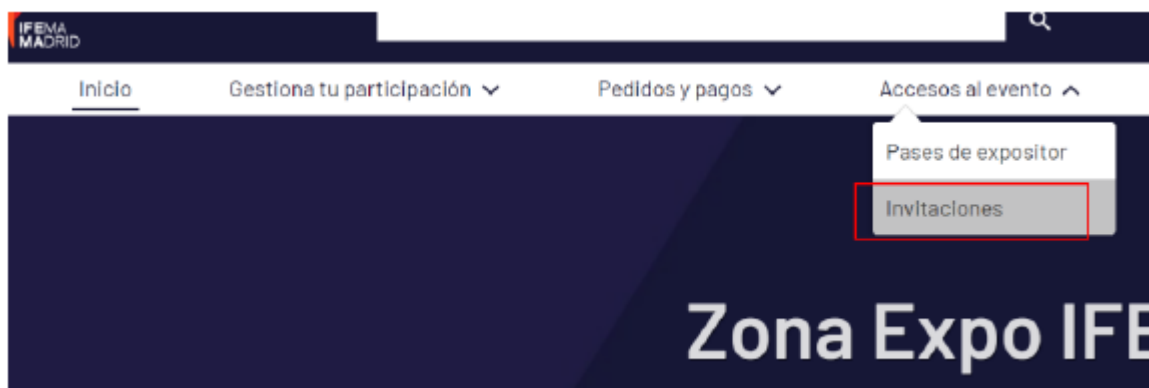 IFEMA
MADRID
Inicio Gestiona tu participación Pedidos y pagos Accesos al evento
Pases de expositor
Invitaciones
Zona Expo IFE